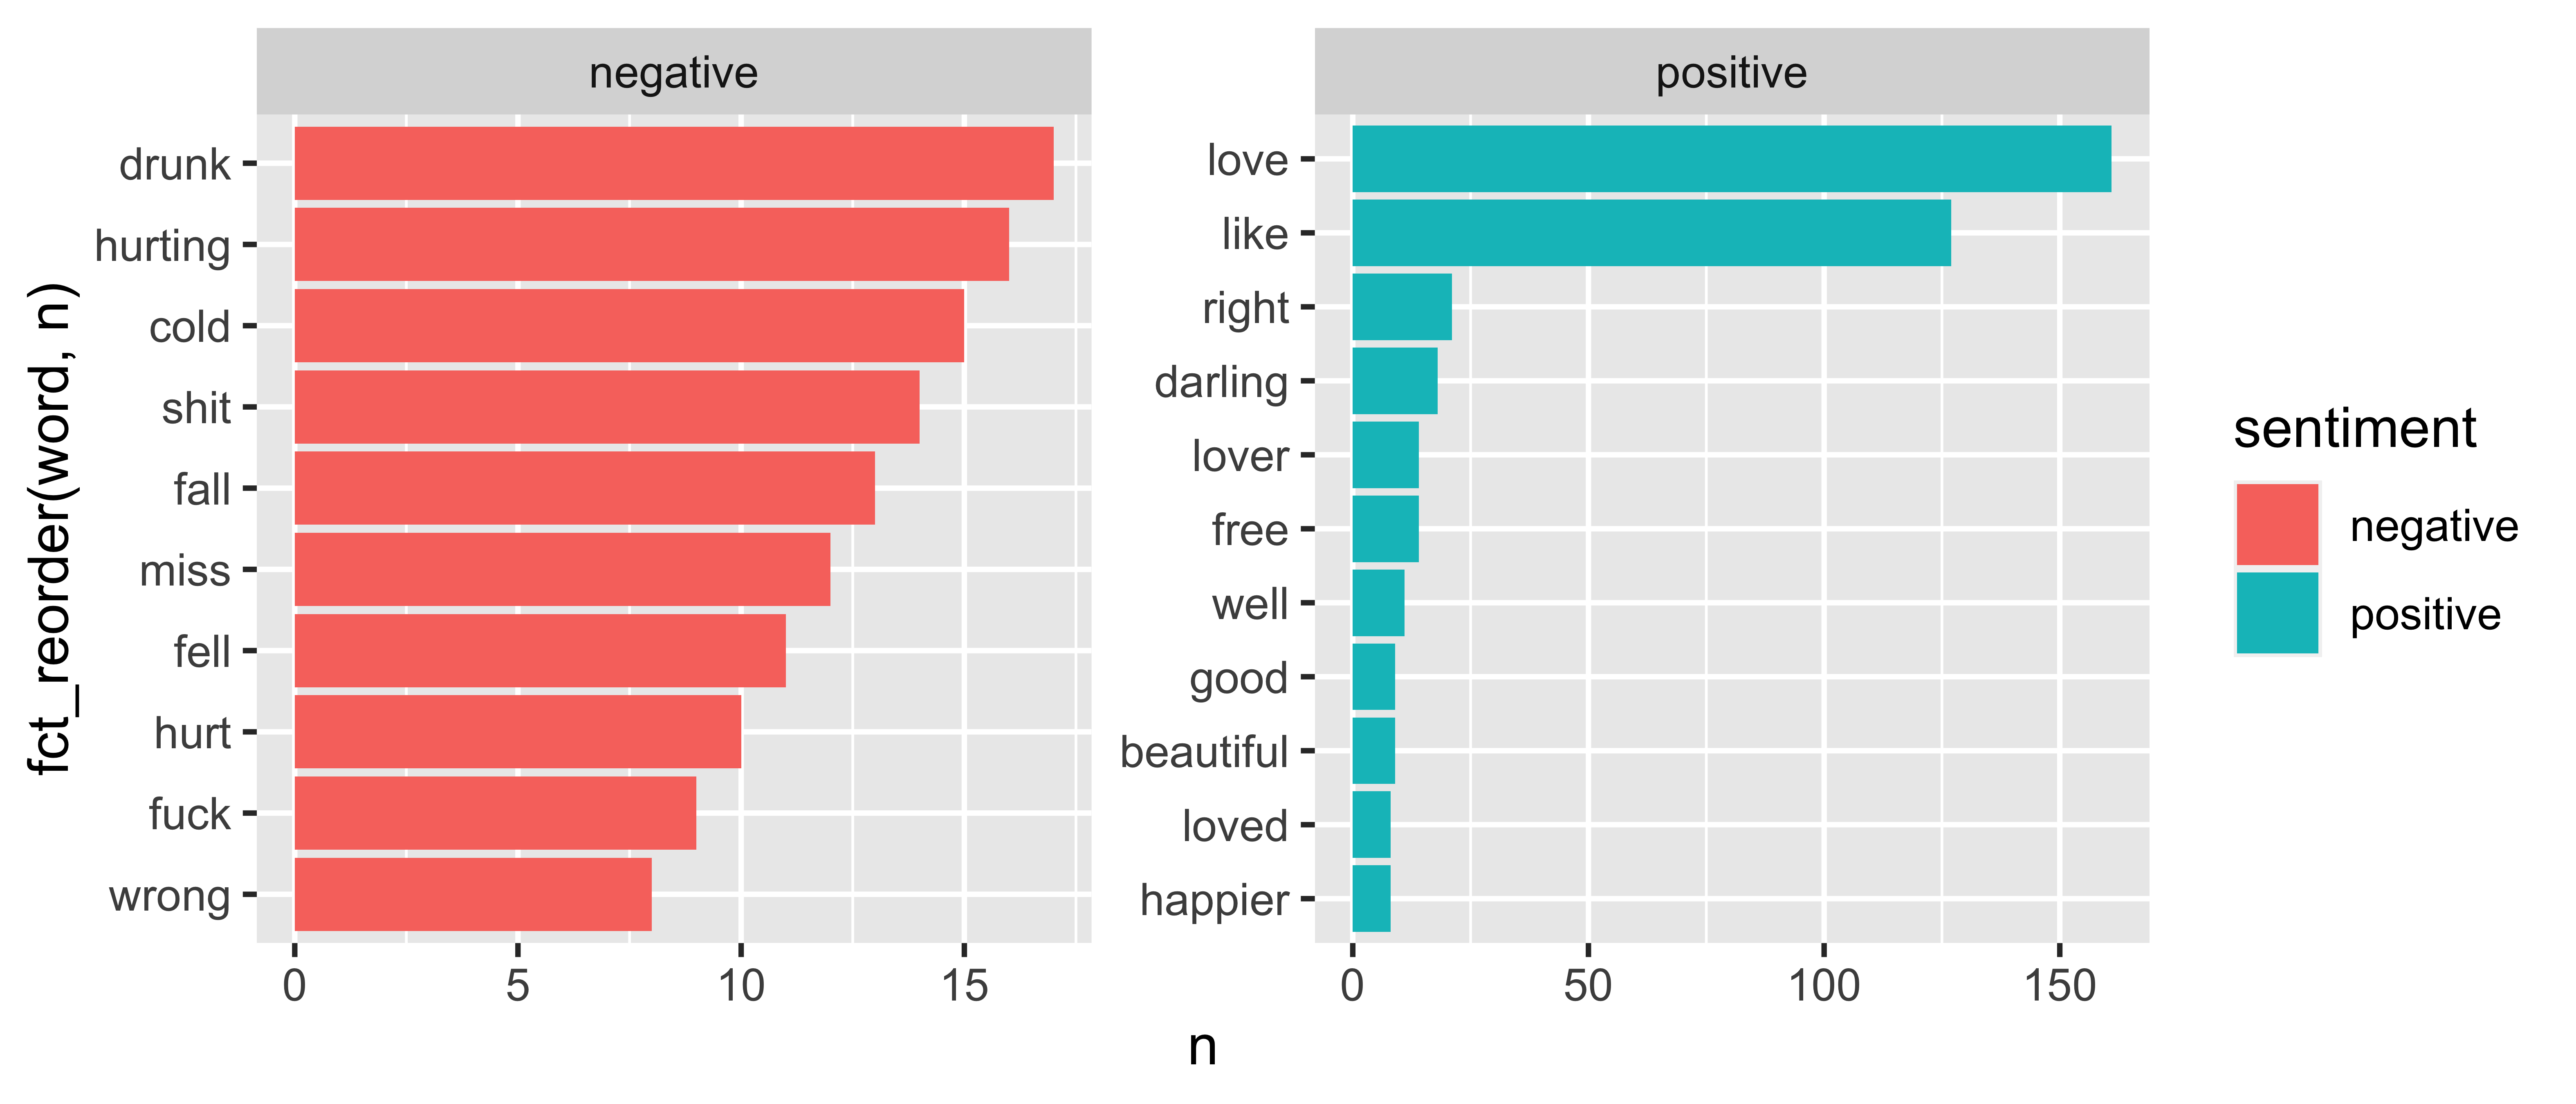 negative
positive
fct_reorder(word, n)
drunk
hurting
cold
shit
fall
miss
fell
hurt
fuck
wrong
0
5
10
15
love
like
right
darling
lover
free
well
good
beautiful
loved
happier
0
50
100
150
n
sentiment
negative
positive